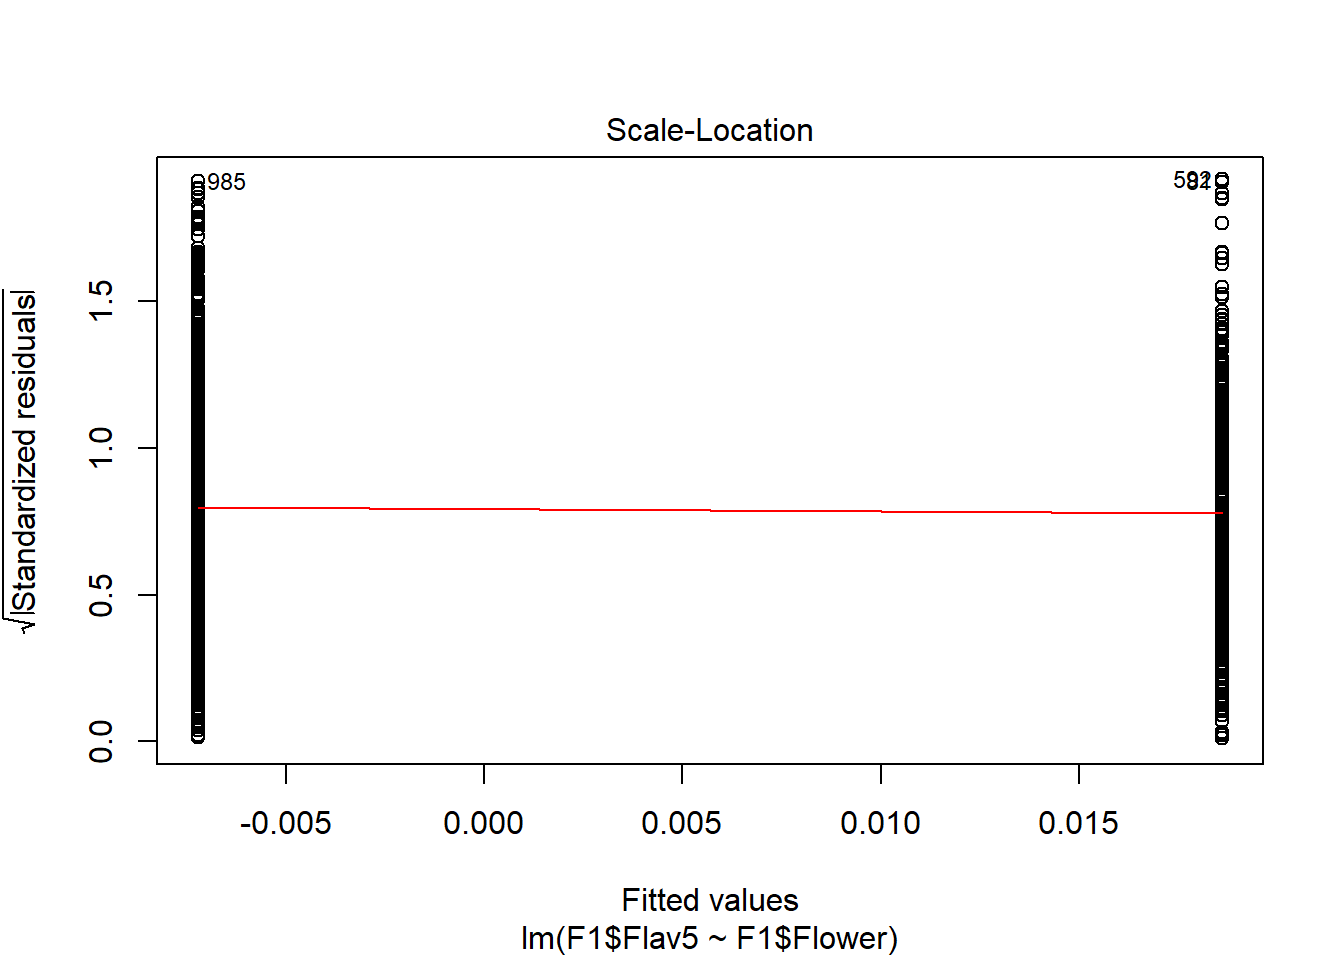 Scale-Location
985
√|Standardized residuals|
1.5
1.0
0.5
0.0
-0.005 0.000 0.005 0.010 0.015
Fitted values
lm(F1$Flav5 ~ F1$Flower)